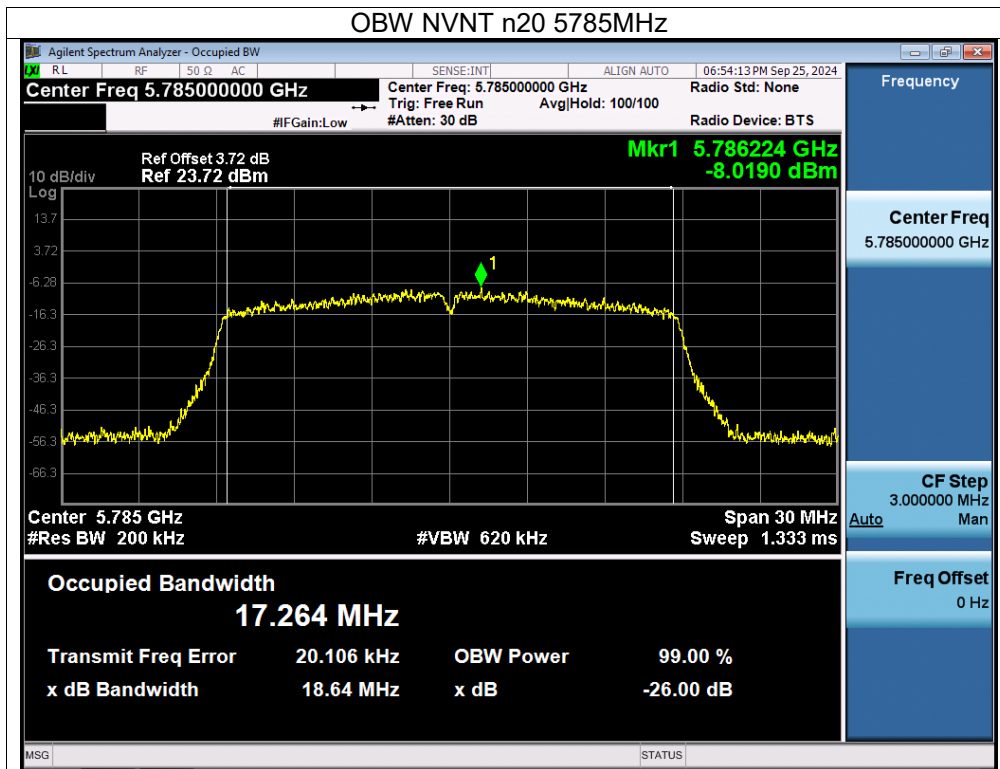 OBW NVNT n20 5785MHz
Agilent Spectrum Analyzer - Occupied BW
LXI RL RF 50 Ω AC SENSE:INT ALIGN AUTO 06:54:13 PM Sep 25, 2024
Center Freq 5.785000000 GHz
Center Freq: 5.785000000 GHz Radio Std: None
Trig: Free Run Avg|Hold: 100/100
#IFGain:Low #Atten: 30 dB Radio Device: BTS
Mkr1 5.786224 GHz
-8.0190 dBm
Ref Offset 3.72 dB
10 dB/div Ref 23.72 dBm
Log
13.7
3.72
1
-6.28
-16.3
-26.3
-36.3
-46.3
-56.3
-66.3
Center 5.785 GHz Span 30 MHz
#Res BW 200 kHz #VBW 620 kHz Sweep 1.333 ms
Occupied Bandwidth
17.264 MHz
Transmit Freq Error 20.106 kHz OBW Power 99.00 %
x dB Bandwidth 18.64 MHz x dB -26.00 dB
Frequency
Center Freq
5.785000000 GHz
CF Step
3.000000 MHz
Auto Man
Freq Offset
0 Hz
MSG STATUS